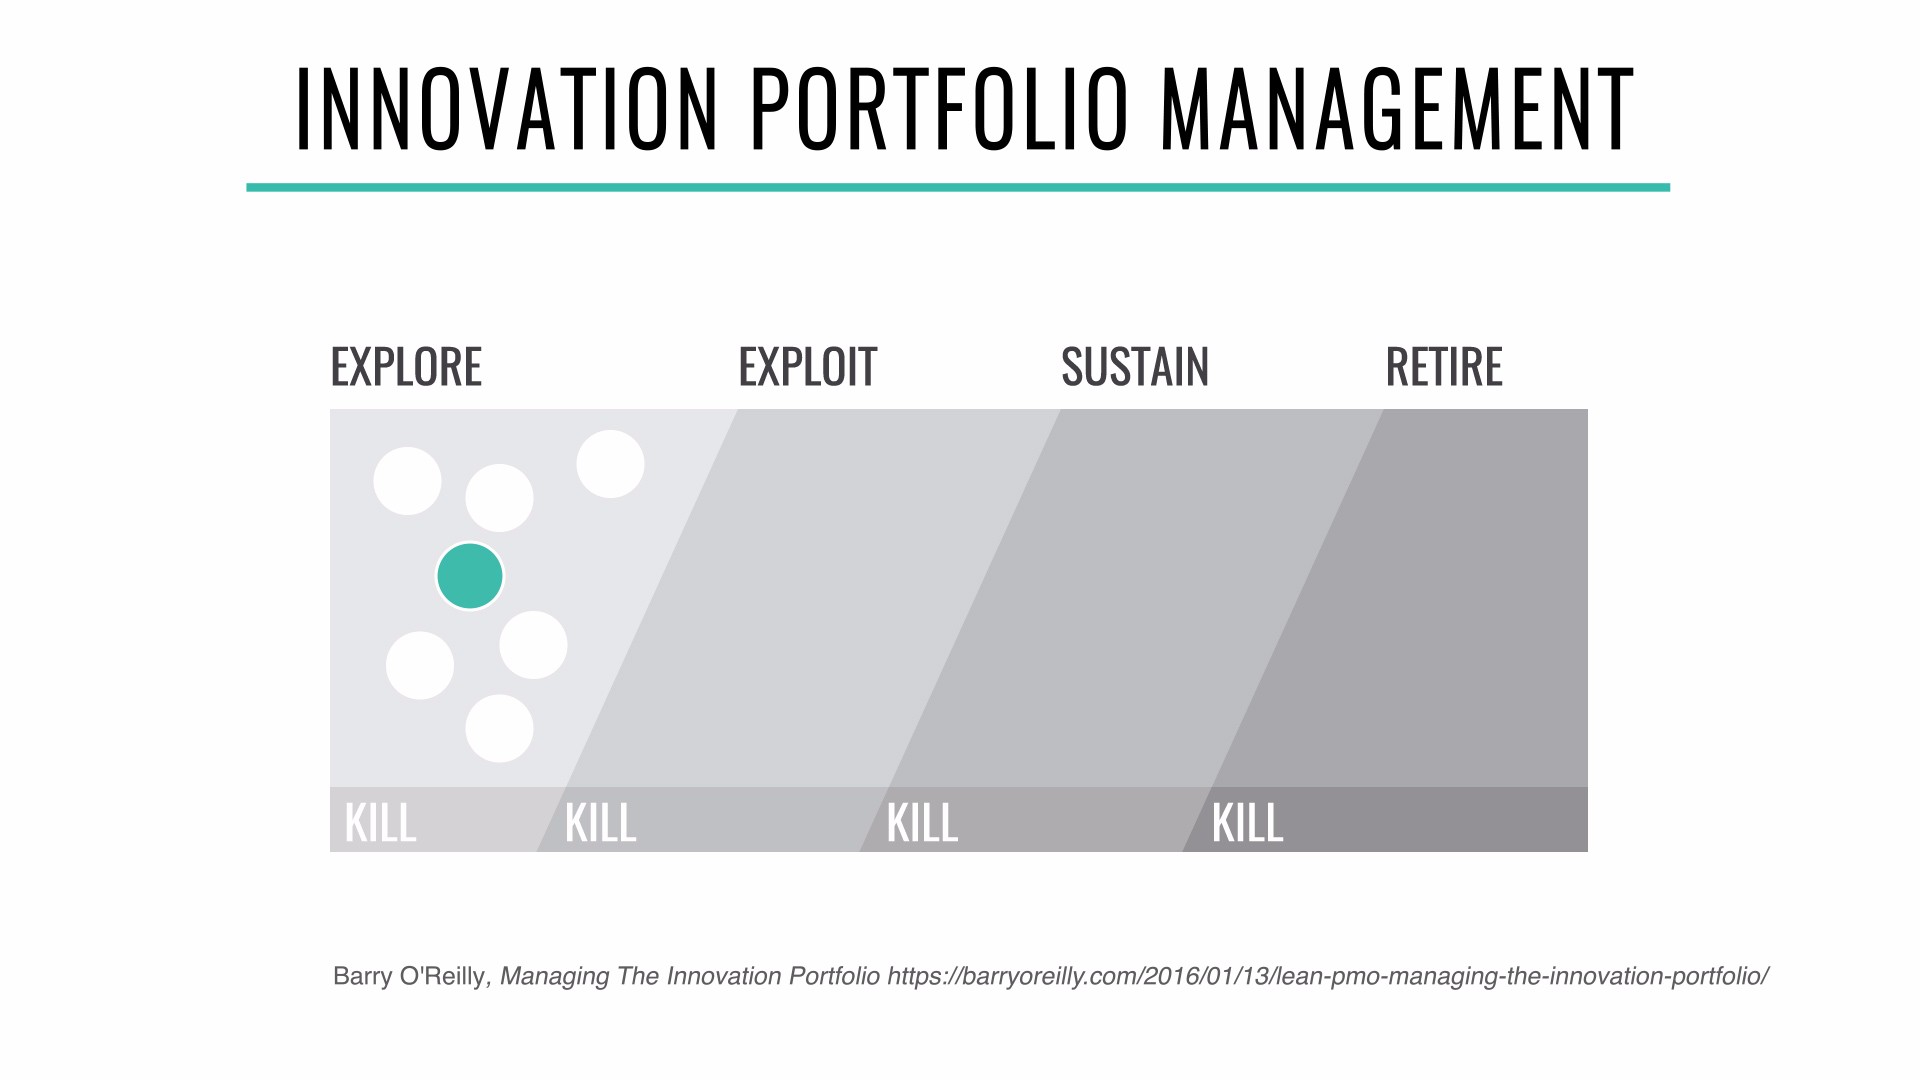 INNOVATION PORTFOLIO MANAGEMENT
EXPLORE EXPLOIT SUSTAIN RETIRE
KILL KILL KILL KILL
Barry O'Reilly, Managing The Innovation Portfolio https://barryoreilly.com/2016/01/13/lean-pmo-managing-the-innovation-portfolio/